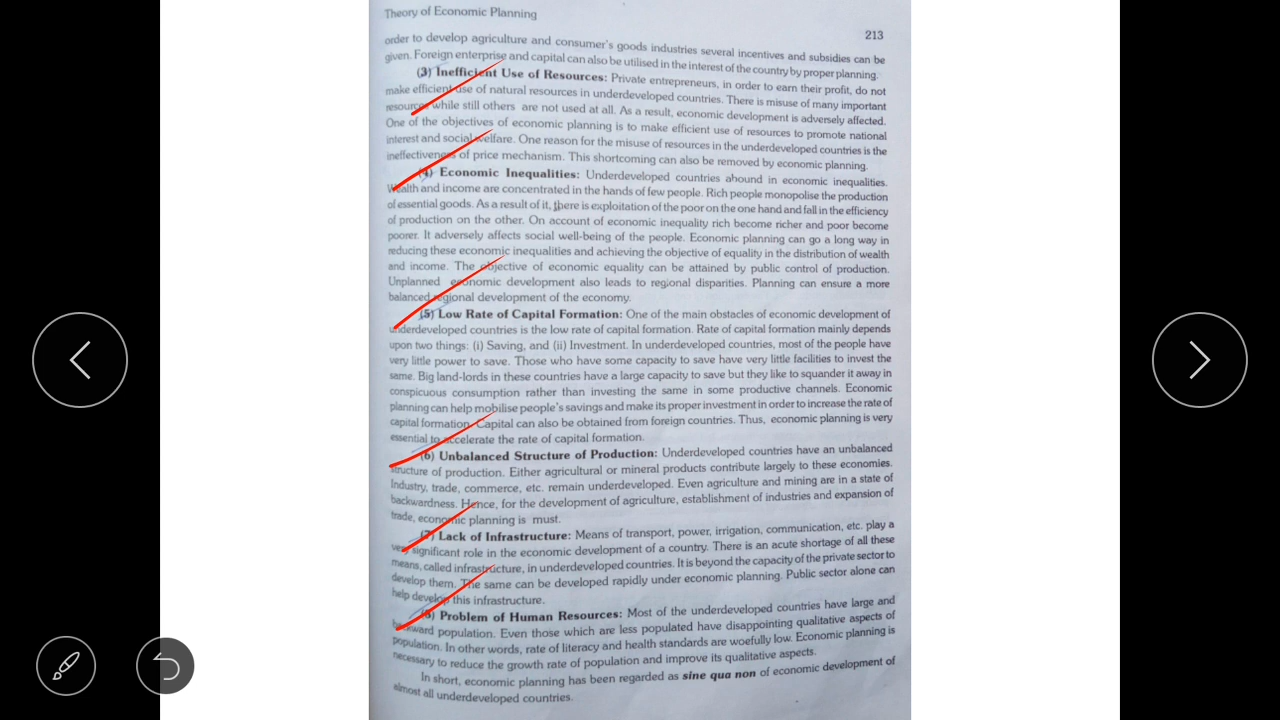 Theory of Economic Planning
213
order to develop agriculture and consumer's goods industries several incentives and subsidies can be
given. Foreign enterprise and capital can also be utilised in the interest of the country by proper planning.
(3) Inefficient Use of Resources: Private entrepreneurs, in order to earn their profit, do not
make efficient use of natural resources in underdeveloped countries. There is misuse of many important
resources while still others are not used at all. As a result, economic development is adversely affected.
One of the objectives of economic planning is to make efficient use of resources to promote national
interest and social welfare. One reason for the misuse of resources in the underdeveloped countries is the
ineffectiveness of price mechanism. This shortcoming can also be removed by economic planning.
(4) Economic Inequalities: Underdeveloped countries abound in economic inequalities.
Wealth and income are concentrated in the hands of few people. Rich people monopolise the production
of essential goods. As a result of it, there is exploitation of the poor on the one hand and fall in the efficiency
of production on the other. On account of economic inequality rich become richer and poor become
poorer. It adversely affects social well-being of the people. Economic planning can go a long way in
reducing these economic inequalities and achieving the objective of equality in the distribution of wealth
and income. The objective of economic equality can be attained by public control of production.
Unplanned economic development also leads to regional disparities. Planning can ensure a more
balanced regional development of the economy.
(5) Low Rate of Capital Formation: One of the main obstacles of economic development of
underdeveloped countries is the low rate of capital formation. Rate of capital formation mainly depends
upon two things: (i) Saving, and (ii) Investment. In underdeveloped countries, most of the people have
very little power to save. Those who have some capacity to save have very little facilities to invest the
same. Big land-lords in these countries have a large capacity to save but they like to squander it away in
conspicuous consumption rather than investing the same in some productive channels. Economic
planning can help mobilise people's savings and make its proper investment in order to increase the rate of
capital formation. Capital can also be obtained from foreign countries. Thus, economic planning is very
essential to accelerate the rate of capital formation.
(6) Unbalanced Structure of Production: Underdeveloped countries have an unbalanced
structure of production. Either agricultural or mineral products contribute largely to these economies.
Industry, trade, commerce, etc. remain underdeveloped. Even agriculture and mining are in a state of
backwardness. Hence, for the development of agriculture, establishment of industries and expansion of
trade, economic planning is must.
(7) Lack of Infrastructure: Means of transport, power, irrigation, communication, etc. play a
very significant role in the economic development of a country. There is an acute shortage of all these
means, called infrastructure, in underdeveloped countries. It is beyond the capacity of the private sector to
develop them. The same can be developed rapidly under economic planning. Public sector alone can
help develop this infrastructure.
(8) Problem of Human Resources: Most of the underdeveloped countries have large and
backward population. Even those which are less populated have disappointing qualitative aspects of
population. In other words, rate of literacy and health standards are woefully low. Economic planning is
necessary to reduce the growth rate of population and improve its qualitative aspects.
In short, economic planning has been regarded as sine qua non of economic development of
almost all underdeveloped countries.